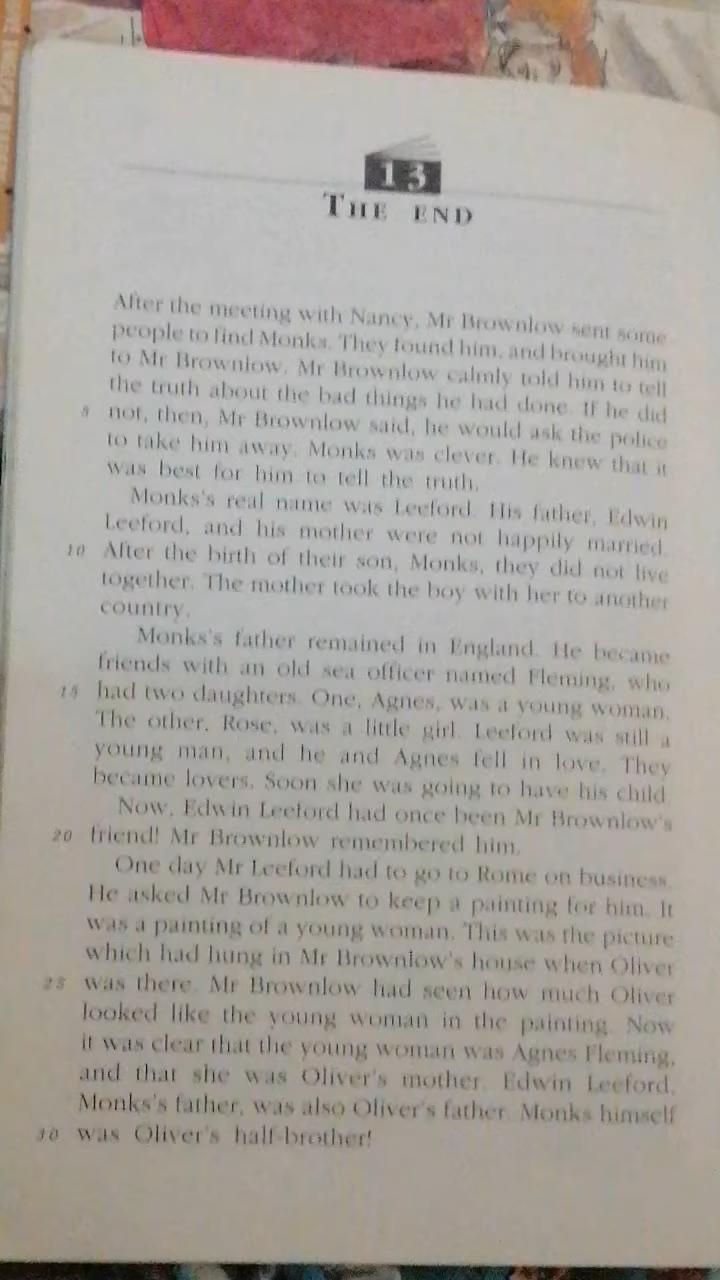 13
THE END
After the meeting with Nancy, Mr Brownlow sent some
people to find Monks. They found him, and brought him
to Mr Brownlow. Mr Brownlow calmly told him to tell
the truth about the bad things he had done. If he did
5 not, then, Mr Brownlow said, he would ask the police
to take him away. Monks was clever. He knew that it
was best for him to tell the truth.
Monks's real name was Leeford. His father, Edwin
Leeford, and his mother were not happily married.
10 After the birth of their son, Monks, they did not live
together. The mother took the boy with her to another
country.
Monks's father remained in England. He became
friends with an old sea officer named Fleming, who
15 had two daughters. One, Agnes, was a young woman.
The other, Rose, was a little girl. Leeford was still a
young man, and he and Agnes fell in love. They
became lovers. Soon she was going to have his child.
Now, Edwin Leeford had once been Mr Brownlow's
20 friend! Mr Brownlow remembered him.
One day Mr Leeford had to go to Rome on business.
He asked Mr Brownlow to keep a painting for him. It
was a painting of a young woman. This was the picture
which had hung in Mr Brownlow's house when Oliver
25 was there. Mr Brownlow had seen how much Oliver
looked like the young woman in the painting. Now
it was clear that the young woman was Agnes Fleming,
and that she was Oliver's mother. Edwin Leeford,
Monks's father, was also Oliver's father. Monks himself
30 was Oliver's half-brother!